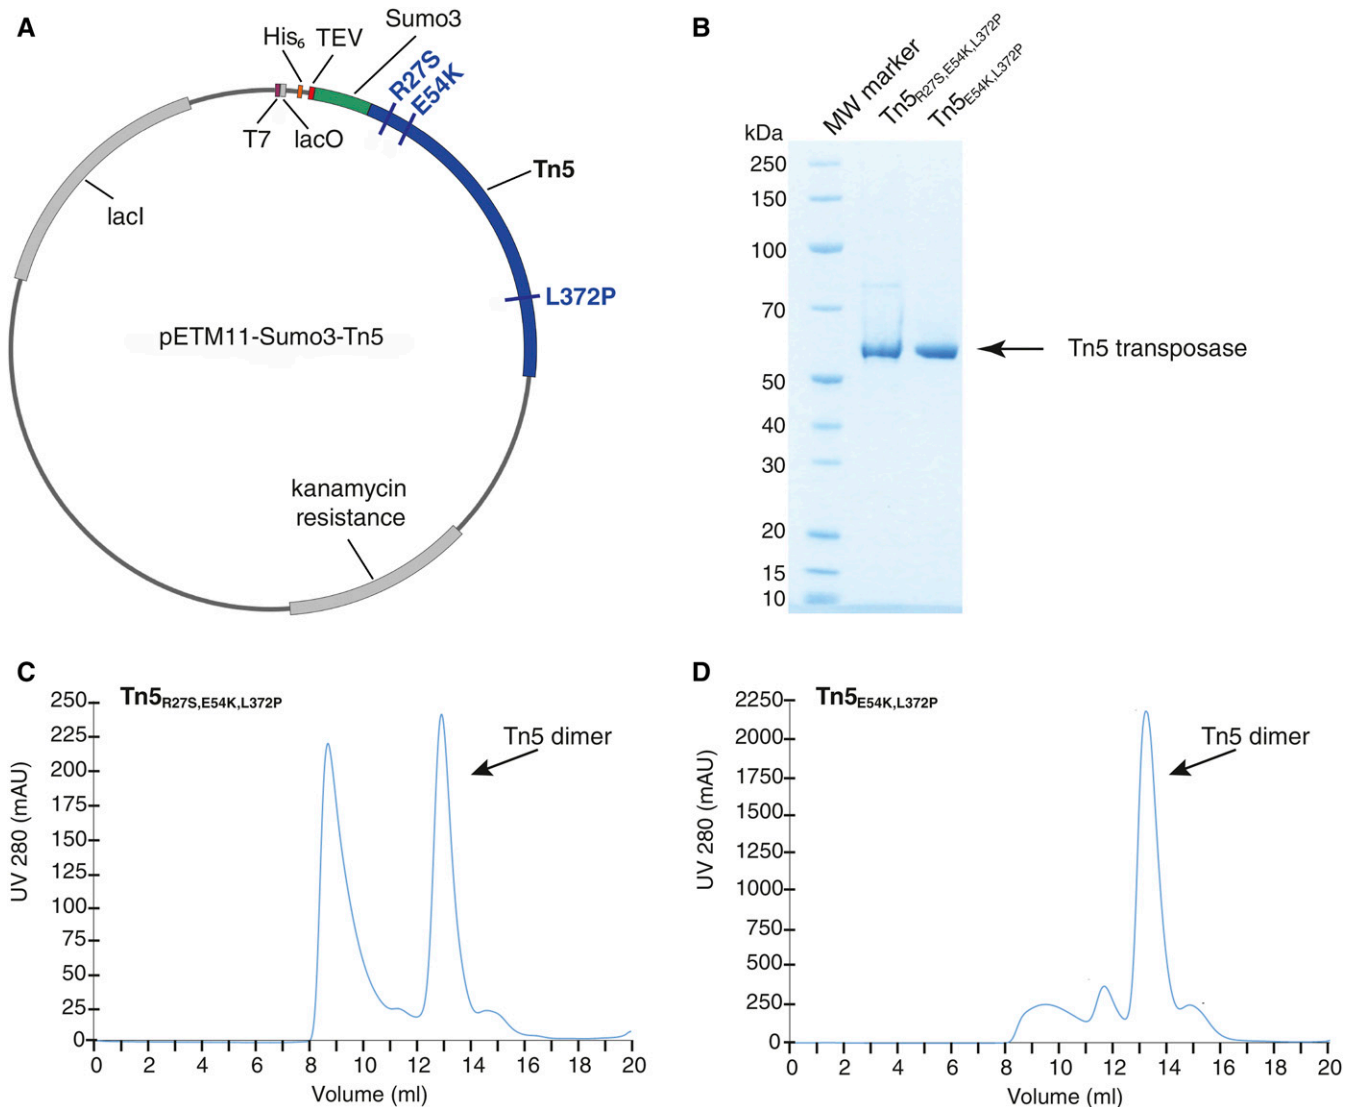 A
His6 TEV
Sumo3
R27S
E54K
T7
lacO
Tn5
lacI
L372P
pETM11-Sumo3-Tn5
kanamycin
resistance
B
MW marker
Tn5R27S,E54K,L372P
Tn5E54K,L372P
kDa
250
150
100
70
50
40
30
20
15
10
Tn5 transposase
C
Tn5R27S,E54K,L372P
Tn5 dimer
UV 280 (mAU)
250
225
200
175
150
125
100
75
50
25
0
0 2 4 6 8 10 12 14 16 18 20
Volume (ml)
D
Tn5E54K,L372P
Tn5 dimer
UV 280 (mAU)
2250
2000
1750
1500
1250
1000
750
500
250
0
0 2 4 6 8 10 12 14 16 18 20
Volume (ml)